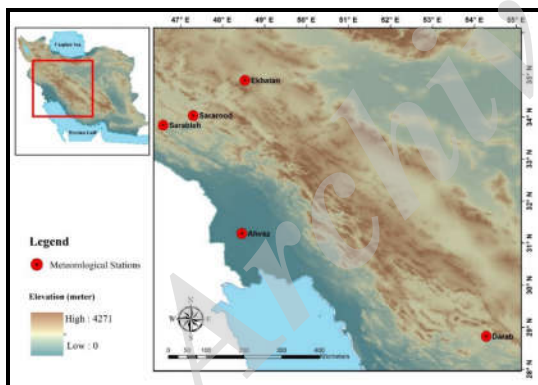 47° E 48° E 49° E 50° E 51° E 52° E 53° E 54° E 55° E
Caspian Sea
Persian Gulf
Ekbatan
Sararood
Sarableh
Ahvaz
Darab
35° N
34° N
33° N
32° N
31° N
30° N
29° N
28° N
Legend
Meteorological Stations
Elevation (meter)
High : 4271
Low : 0
N
W E
S
0 50 100 200 300 400
Kilometers
Archiv